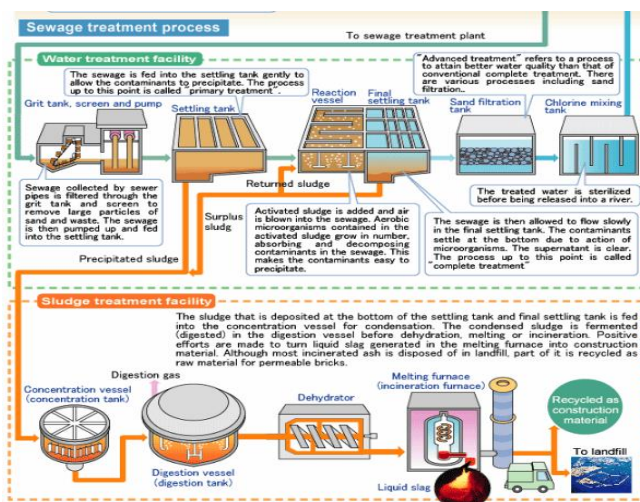 Sewage treatment process
To sewage treatment plant
Water treatment facility
The sewage is fed into the settling tank gently to
allow the contaminants to precipitate. The process
up to this point is called "primary treatment".
"Advanced treatment" refers to a process
to attain better water quality than that of
conventional complete treatment. There
are various processes including sand
filtration..
Grit tank, screen and pump
Settling tank
Reaction
vessel
Final
settling tank
Sand filtration
tank
Chlorine mixing
tank
Sewage collected by sewer
pipes is filtered through the
grit tank and screen to
remove large particles of
sand and waste. The sewage
is then pumped up and fed
into the settling tank.
Returned sludge
Surplus
sludg
Precipitated sludge
Activated sludge is added and air
is blown into the sewage. Aerobic
microorganisms contained in the
activated sludge grow in number,
absorbing and decomposing
contaminants in the sewage. This
makes the contaminants easy to
precipitate.
The sewage is then allowed to flow slowly
in the final settling tank. The contaminants
settle at the bottom due to action of
microorganisms. The supernatant is clear.
The process up to this point is called
"complete treatment"
The treated water is sterilized
before being released into a river.
Sludge treatment facility
The sludge that is deposited at the bottom of the settling tank and final settling tank is fed
into the concentration vessel for condensation. The condensed sludge is fermented
(digested) in the digestion vessel before dehydration, melting or incineration. Positive
efforts are made to turn liquid slag generated in the melting furnace into construction
material. Although most incinerated ash is disposed of in landfill, part of it is recycled as
raw material for permeable bricks.
Concentration vessel
(concentration tank)
Digestion gas
Digestion vessel
(digestion tank)
Dehydrator
Melting furnace
(incineration furnace)
Liquid slag
Recycled as
construction
material
To landfill